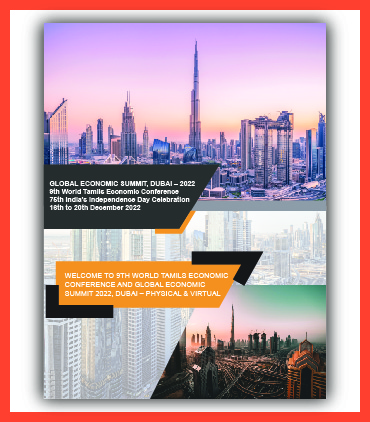 GLOBAL ECONOMIC SUMMIT, DUBAI – 2022
9th World Tamils Economic Conference
75th India's Independence Day Celebration
16th to 20th December 2022
WELCOME TO 9TH WORLD TAMILS ECONOMIC
CONFERENCE AND GLOBAL ECONOMIC
SUMMIT 2022, DUBAI – PHYSICAL & VIRTUAL